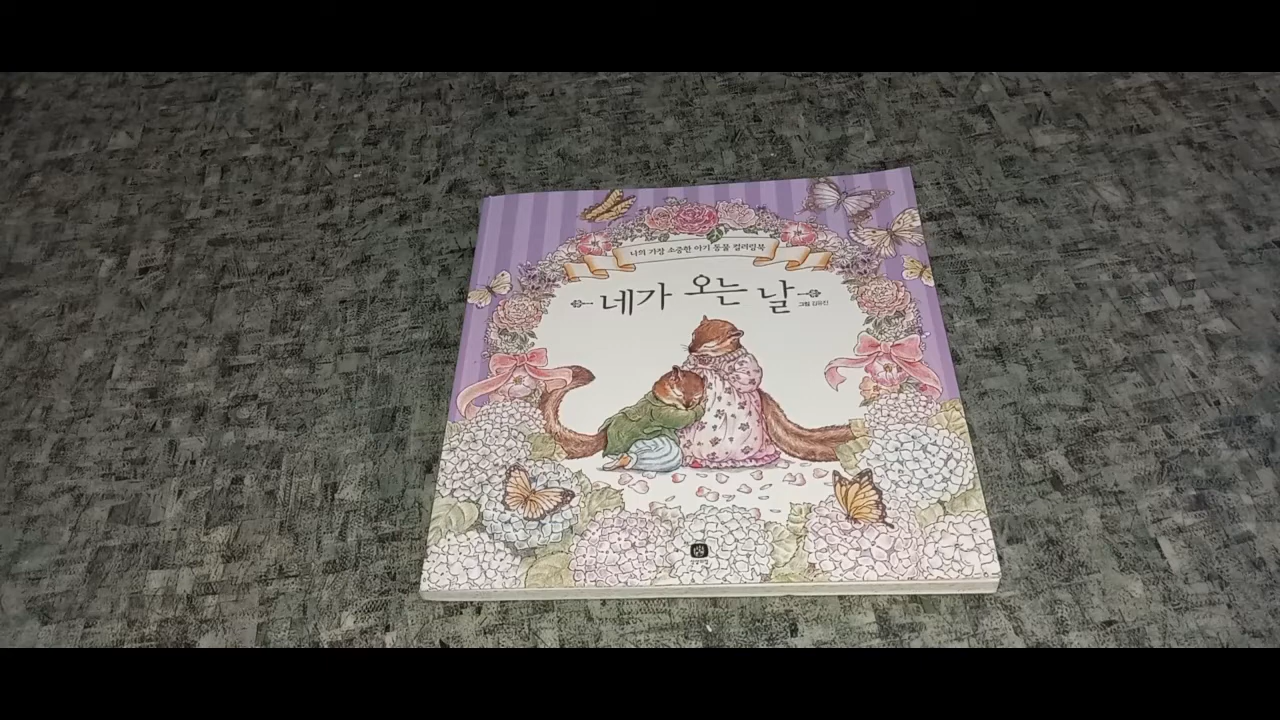 나의 가장 소중한 아기 동물 컬러링북
네가 오는 날
그림 김유진